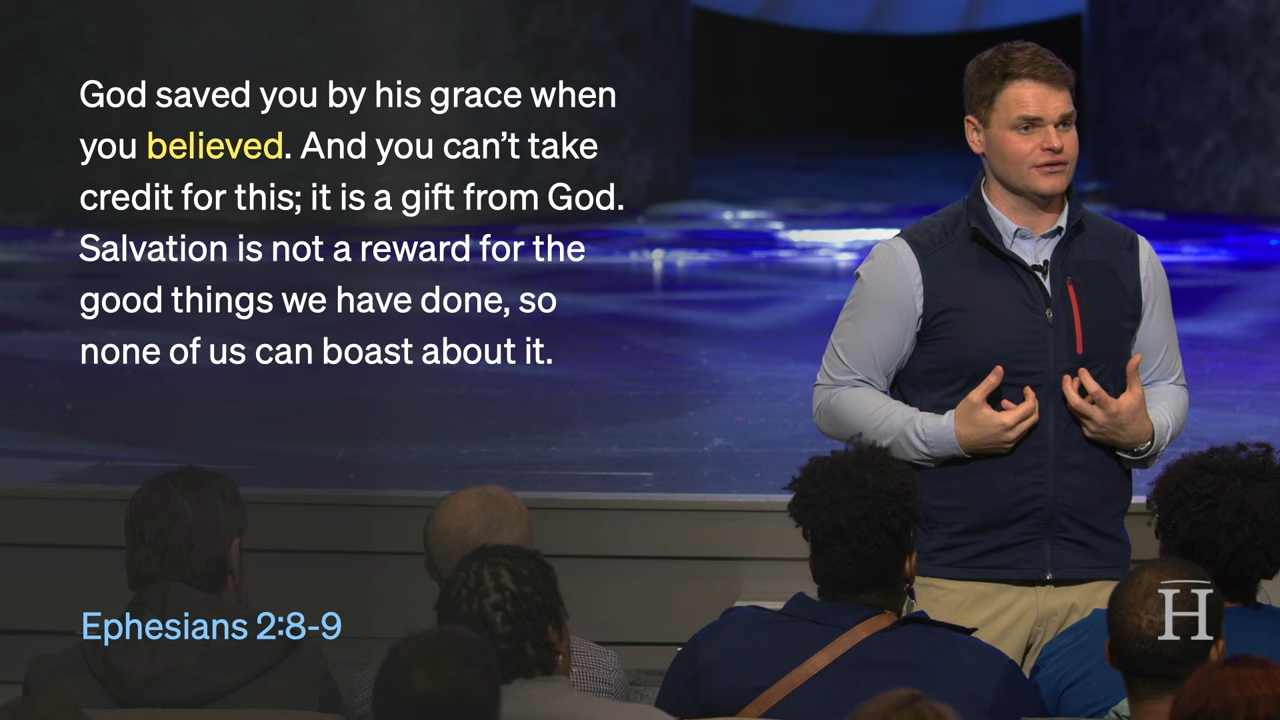 God saved you by his grace when
you believed. And you can’t take
credit for this; it is a gift from God.
Salvation is not a reward for the
good things we have done, so
none of us can boast about it.
Ephesians 2:8-9
H